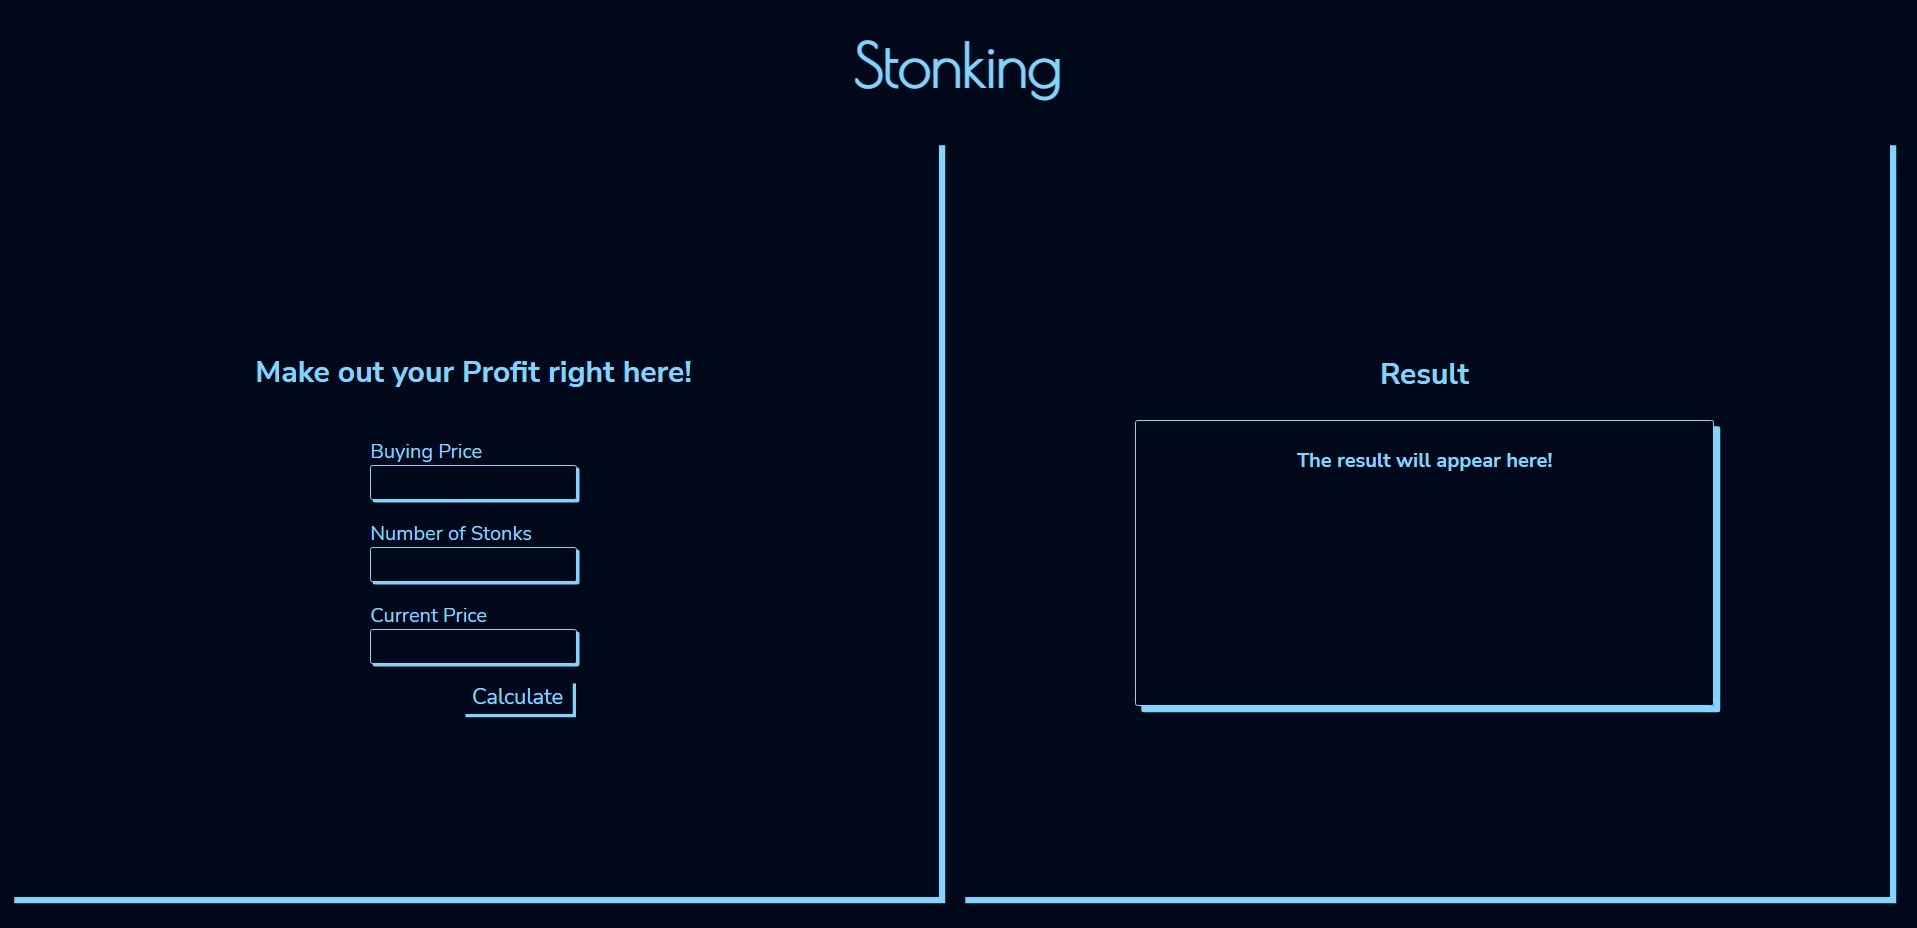 Stonking
Make out your Profit right here!
Buying Price
Number of Stonks
Current Price
Calculate
Result
The result will appear here!